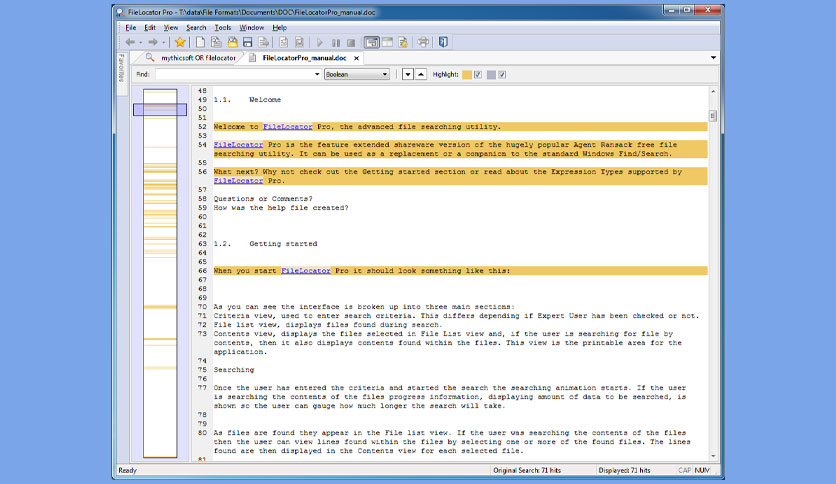 FileLocator Pro - T:\data\File Formats\Documents\DOC\FileLocatorPro_manual.doc
File Edit View Search Tools Window Help
mythicsoft OR filelocator FileLocatorPro_manual.doc
Favorites
Find: Boolean Highlight:
48
49 1.1. Welcome
50
51
52 Welcome to FileLocator Pro, the advanced file searching utility.
53
54 FileLocator Pro is the feature extended shareware version of the hugely popular Agent Ransack free file
searching utility. It can be used as a replacement or a companion to the standard Windows Find/Search.
55
56 What next? Why not check out the Getting started section or read about the Expression Types supported by
FileLocator Pro.
57
58 Questions or Comments?
59 How was the help file created?
60
61
62
63 1.2. Getting started
64
65
66 When you start FileLocator Pro it should look something like this:
67
68
69
70 As you can see the interface is broken up into three main sections:
71 Criteria view, used to enter search criteria. This differs depending if Expert User has been checked or not.
72 File list view, displays files found during search.
73 Contents view, displays the files selected in File List view and, if the user is searching for file by
contents, then it also displays contents found within the files. This view is the printable area for the
application.
74
75 Searching
76
77 Once the user has entered the criteria and started the search the searching animation starts. If the user
is searching the contents of the files progress information, displaying amount of data to be searched, is
shown so the user can gauge how much longer the search will take.
78
79
80 As files are found they appear in the File list view. If the user was searching the contents of the files
then the user can view lines found within the files by selecting one or more of the found files. The lines
found are then displayed in the Contents view for each selected file.
81
Ready Original Search: 71 hits Displayed: 71 hits CAP NUM